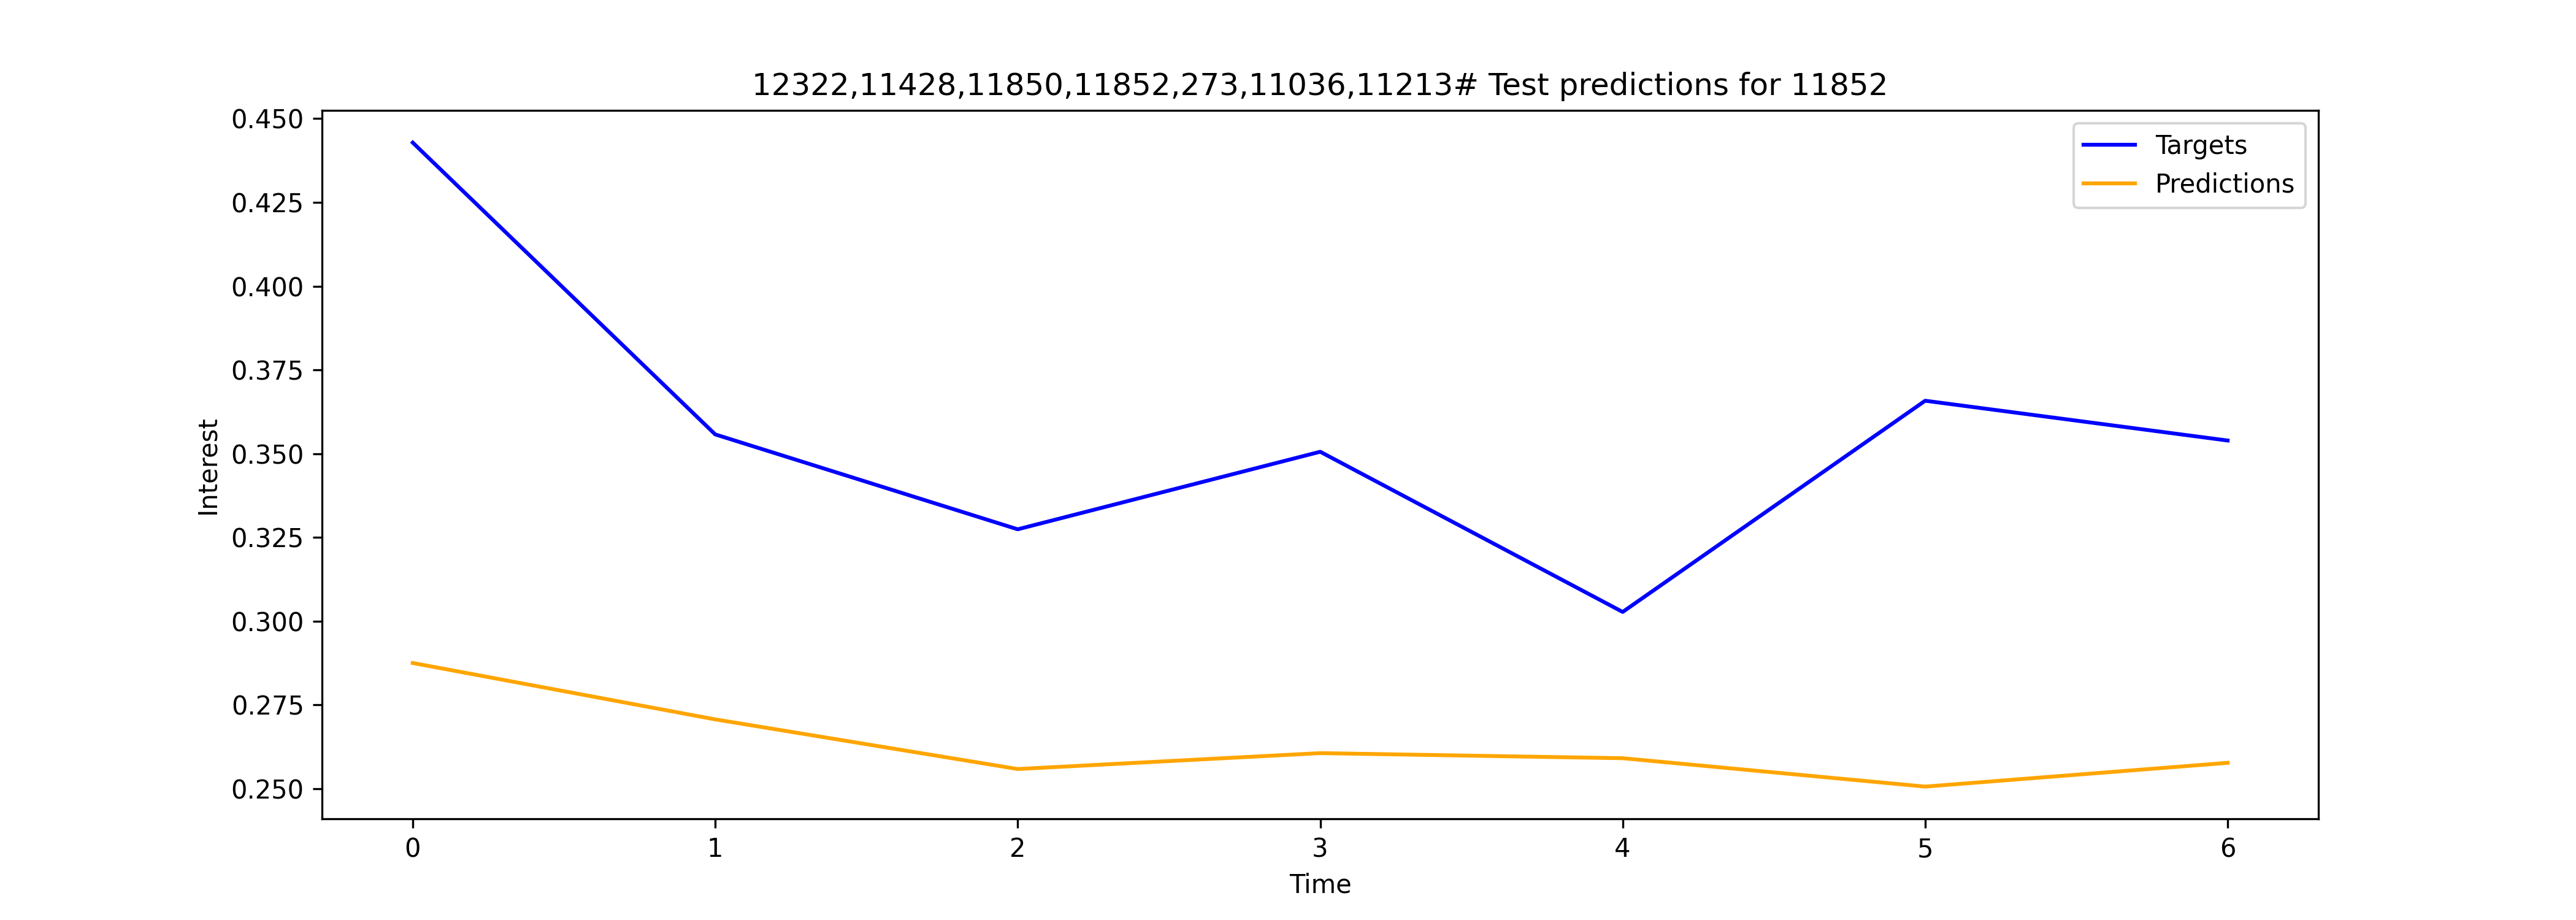 12322,11428,11850,11852,273,11036,11213# Test predictions for 11852
Targets
Predictions
Interest
0.450
0.425
0.400
0.375
0.350
0.325
0.300
0.275
0.250
0 1 2 3 4 5 6
Time